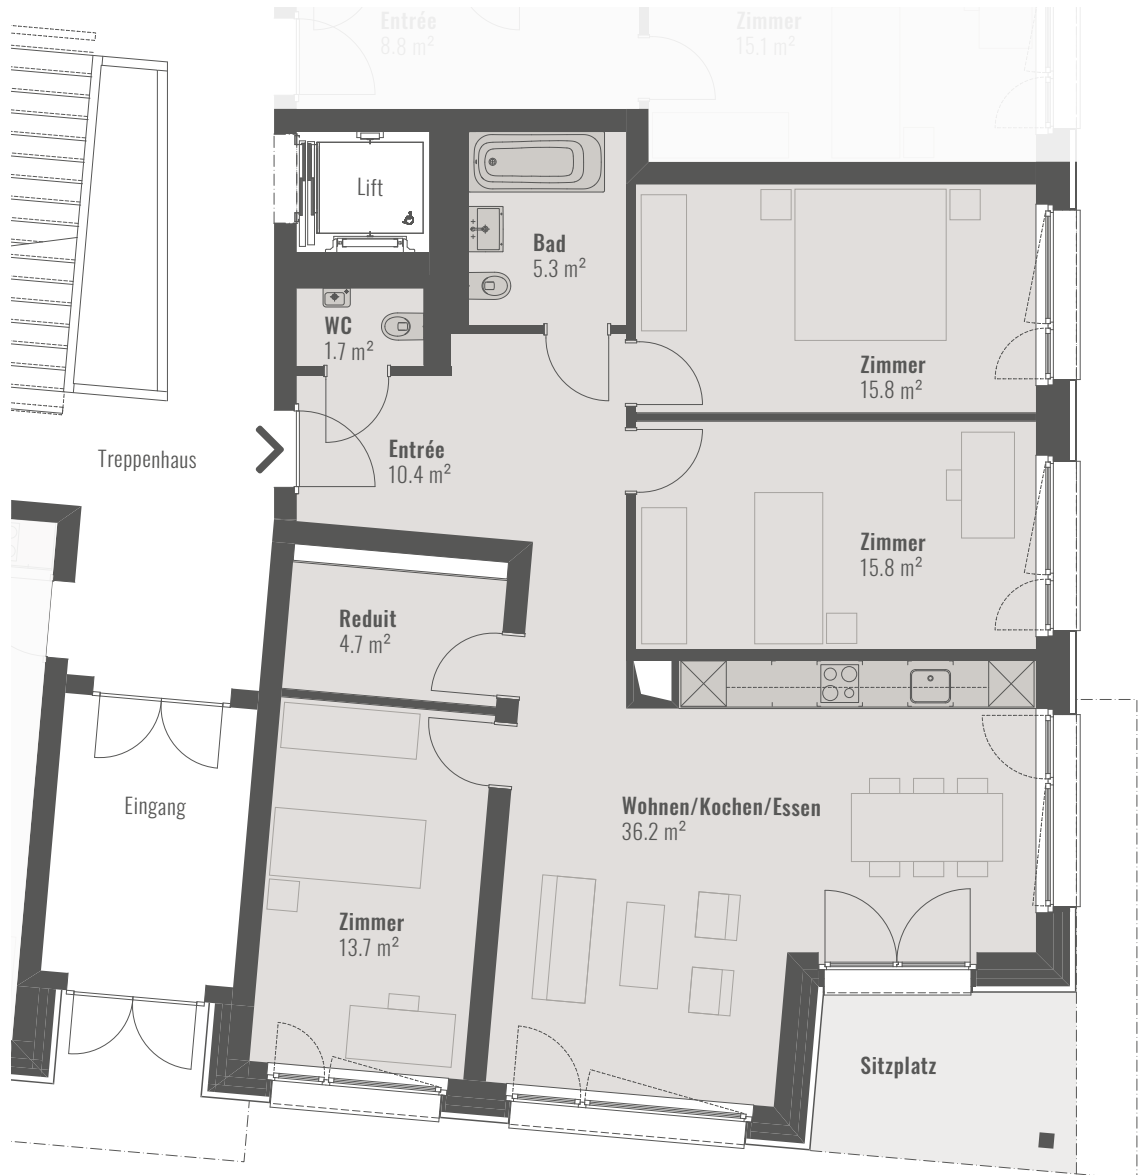 Entrée
8.8 m²
Zimmer
15.1 m²
Lift
Bad
5.3 m²
WC
1.7 m²
Zimmer
15.8 m²
Entrée
10.4 m²
Treppenhaus
Zimmer
15.8 m²
Reduit
4.7 m²
Eingang
Wohnen/Kochen/Essen
36.2 m²
Zimmer
13.7 m²
Sitzplatz